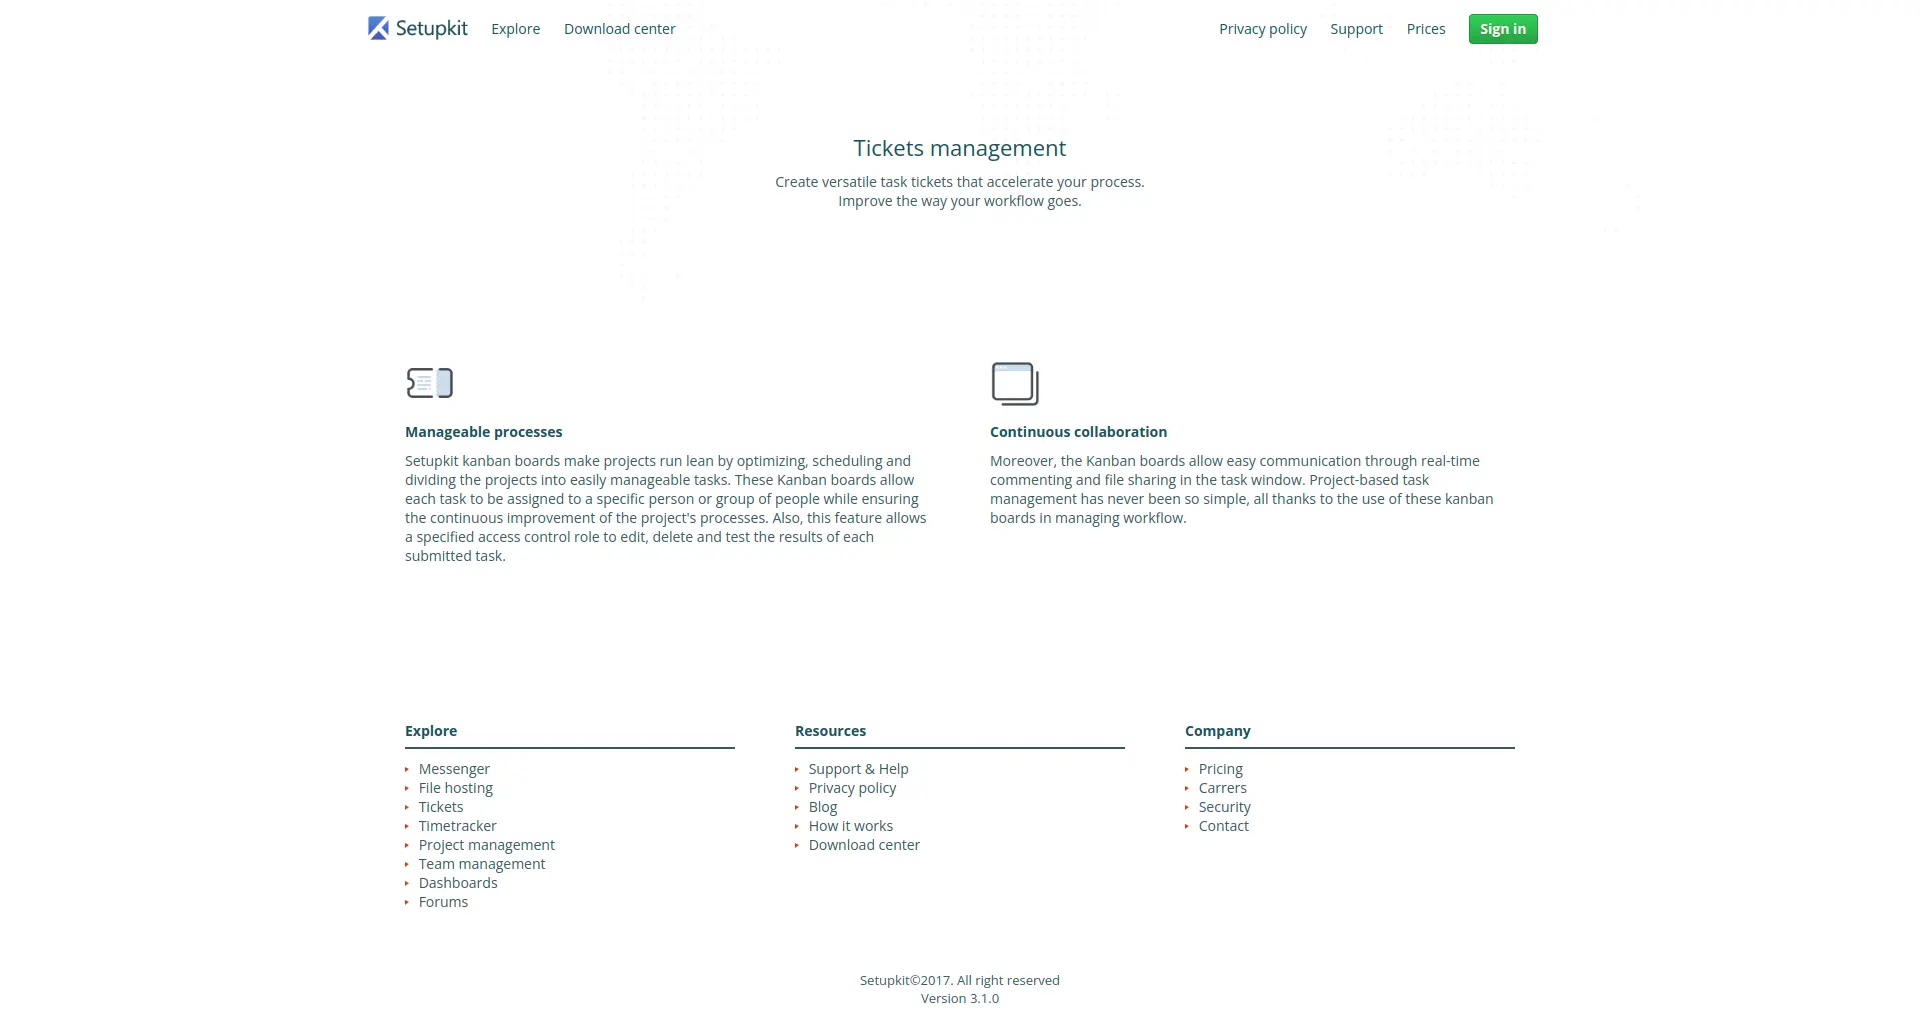 Setupkit Explore Download center Privacy policy Support Prices Sign in
Tickets management
Create versatile task tickets that accelerate your process.
Improve the way your workflow goes.
Manageable processes
Setupkit kanban boards make projects run lean by optimizing, scheduling and
dividing the projects into easily manageable tasks. These Kanban boards allow
each task to be assigned to a specific person or group of people while ensuring
the continuous improvement of the project's processes. Also, this feature allows
a specified access control role to edit, delete and test the results of each
submitted task.
Continuous collaboration
Moreover, the Kanban boards allow easy communication through real-time
commenting and file sharing in the task window. Project-based task
management has never been so simple, all thanks to the use of these kanban
boards in managing workflow.
Explore
Messenger
File hosting
Tickets
Timetracker
Project management
Team management
Dashboards
Forums
Resources
Support & Help
Privacy policy
Blog
How it works
Download center
Company
Pricing
Carrers
Security
Contact
Setupkit©2017. All right reserved
Version 3.1.0